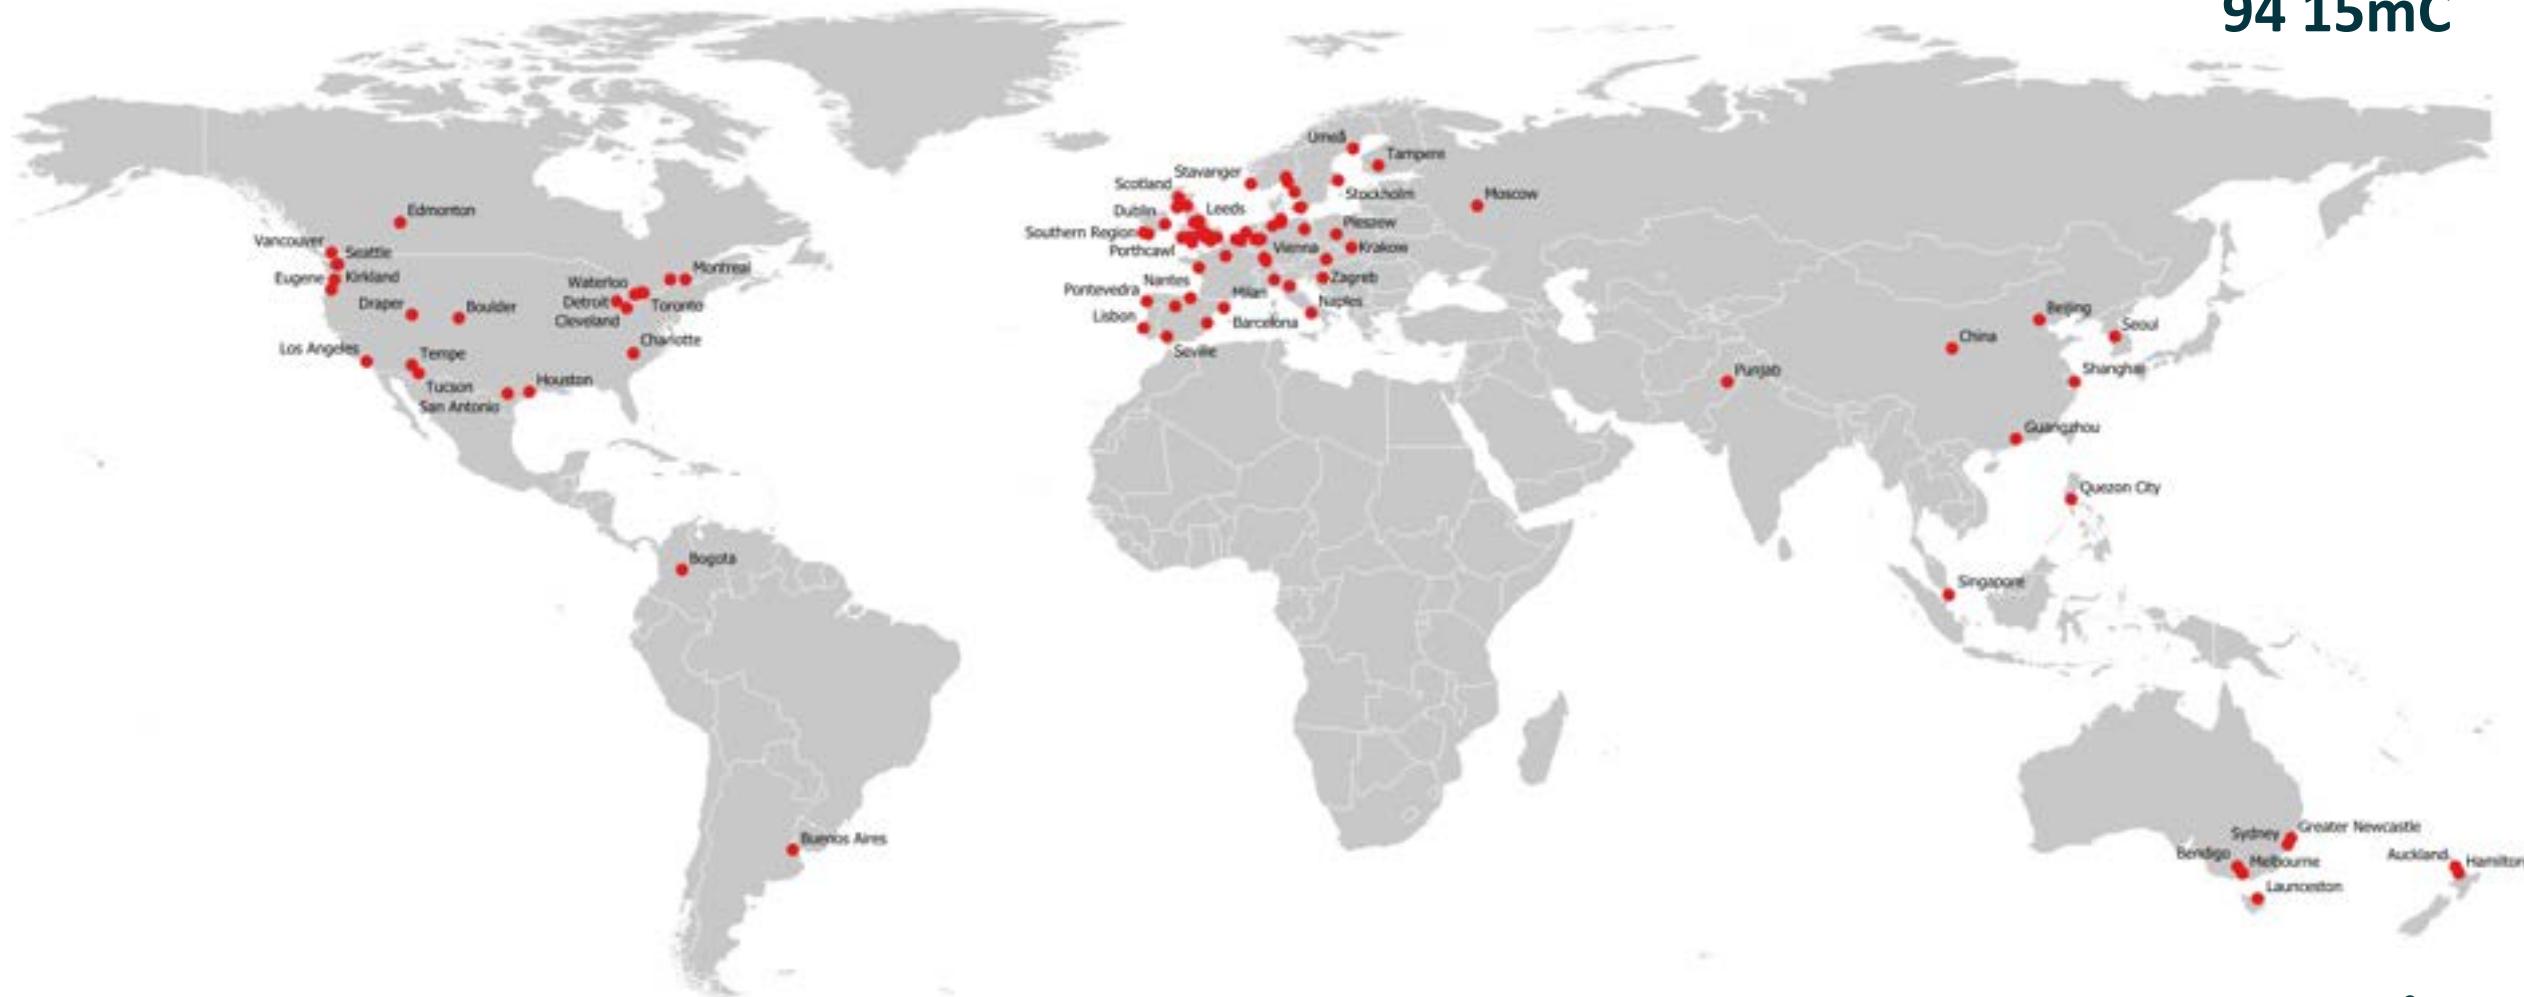 94 15mC
Umeå
Tampere
Stavanger
Scotland
Stockholm
Moscow
Edmonton
Dublin
Leeds
Pleszew
Southern Region
Vancouver
Seattle
Porthcawl
Vienna
Krakow
Montreal
Eugene
Kirkland
Waterloo
Nantes
Zagreb
Pontevedra
Milan
Draper
Boulder
Detroit
Toronto
Naples
Beijing
Lisbon
Cleveland
Barcelona
Seoul
China
Charlotte
Los Angeles
Tempe
Seville
Punjab
Shanghai
Tucson
Houston
San Antonio
Guangzhou
Quezon City
Bogota
Singapore
Greater Newcastle
Sydney
Buenos Aires
Bendigo
Melbourne
Auckland
Hamilton
Launceston